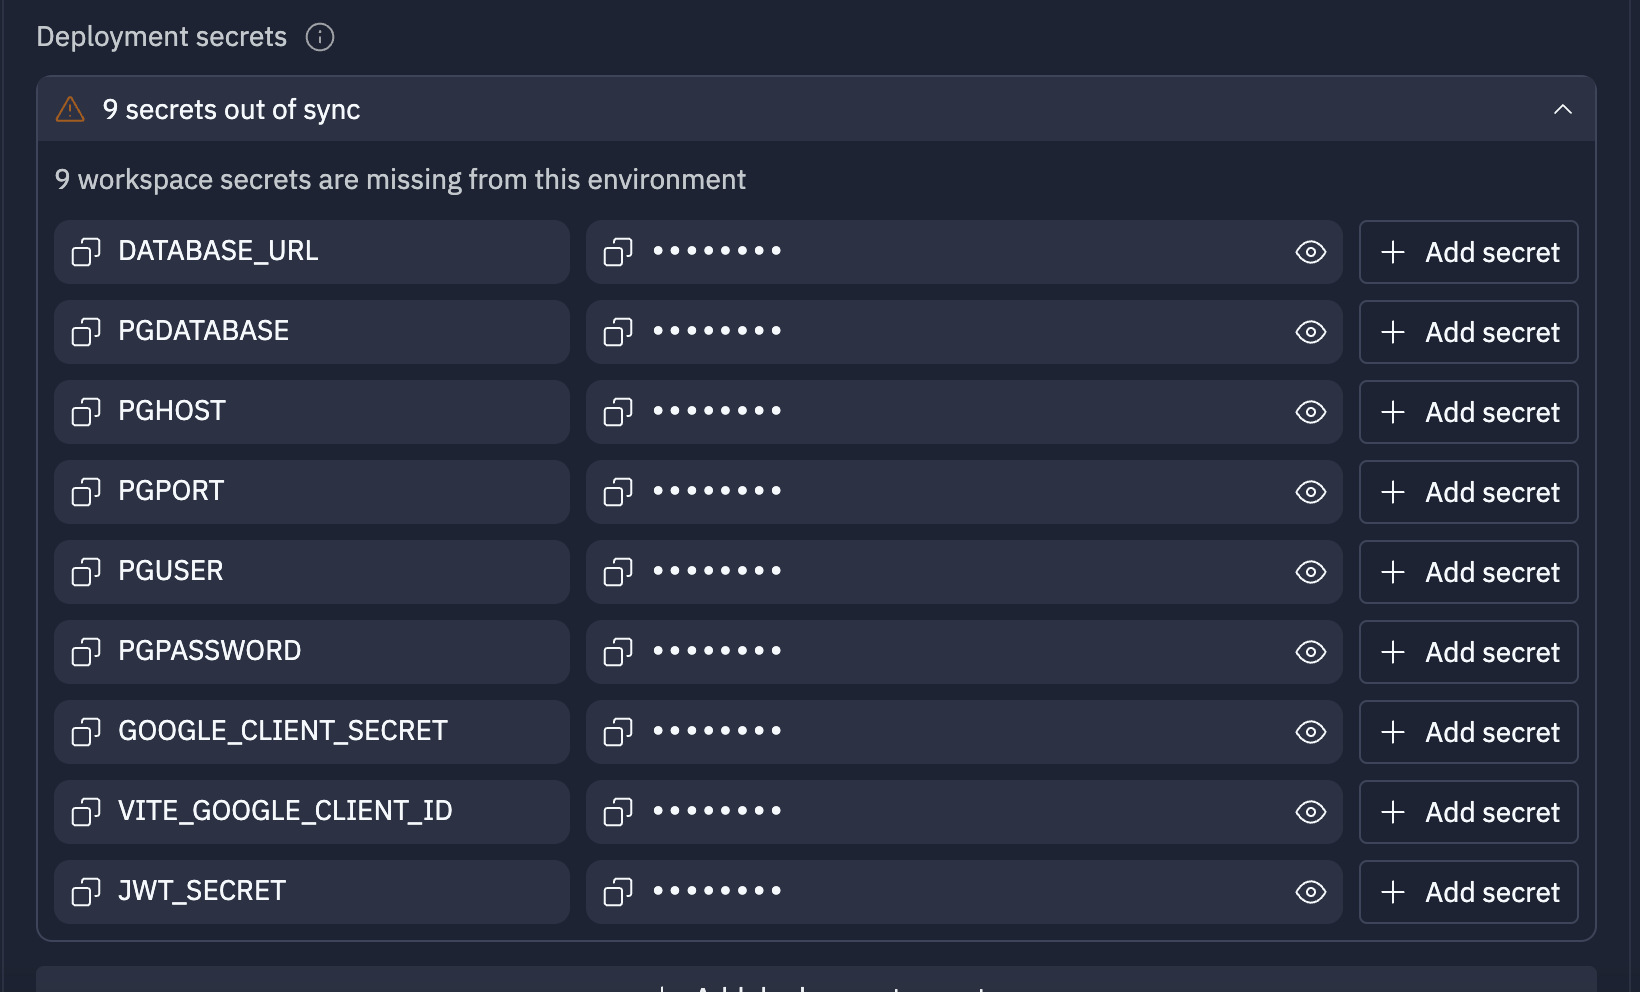 Deployment secrets
9 secrets out of sync
9 workspace secrets are missing from this environment
DATABASE_URL •••••••• Add secret
PGDATABASE •••••••• Add secret
PGHOST •••••••• Add secret
PGPORT •••••••• Add secret
PGUSER •••••••• Add secret
PGPASSWORD •••••••• Add secret
GOOGLE_CLIENT_SECRET •••••••• Add secret
VITE_GOOGLE_CLIENT_ID •••••••• Add secret
JWT_SECRET •••••••• Add secret